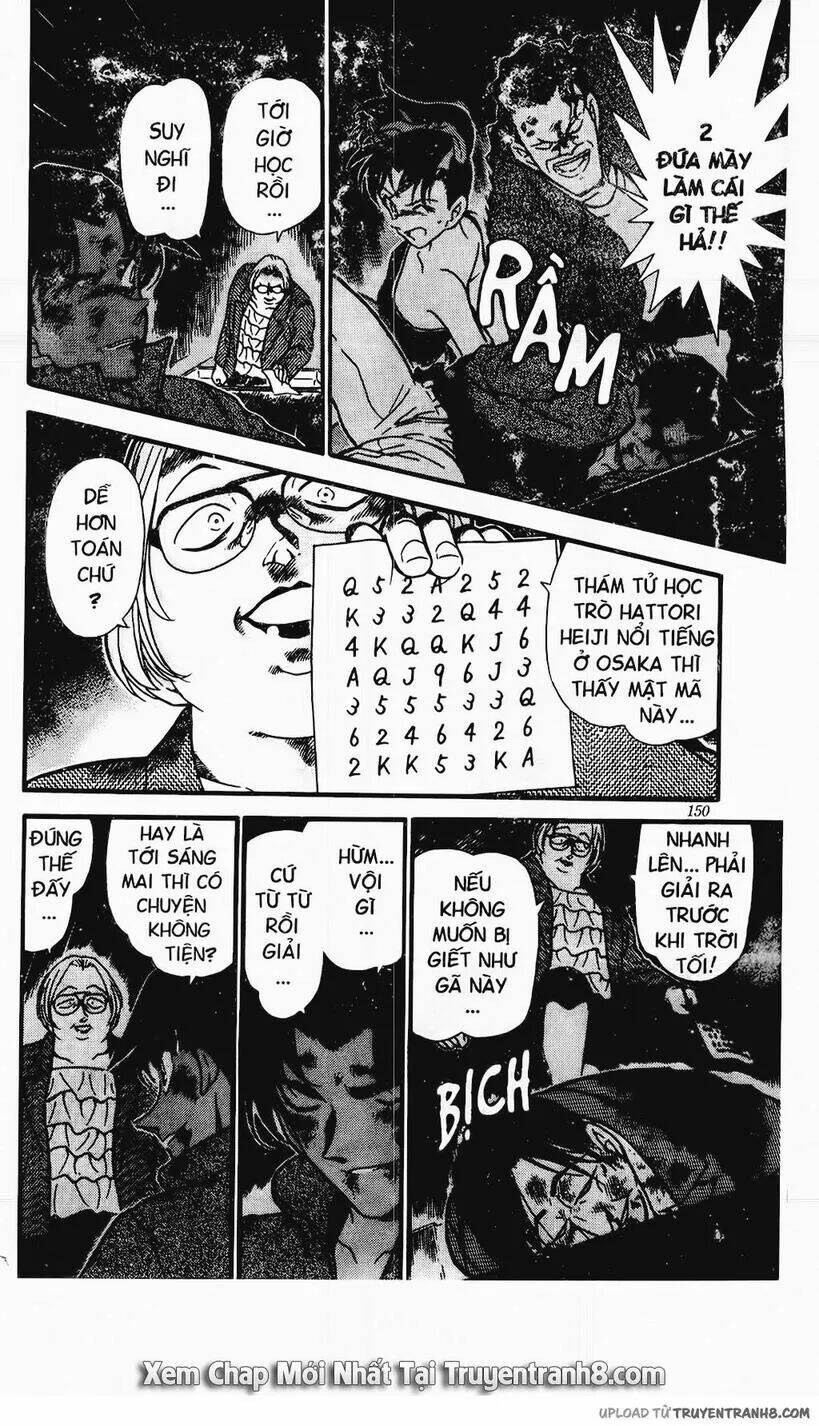 2
ĐỨA MÀY
LÀM CÁI
GÌ THẾ
HẢ!!
RẦM
TỚI
GIỜ
HỌC
RỒI
...
SUY
NGHĨ
ĐI
...
THÁM TỬ HỌC
TRÒ HATTORI
HEIJI NỔI TIẾNG
Ở OSAKA THÌ
THẤY MẬT MÃ
NÀY...
Q 5 2 A 2 5 2
K 3 3 2 Q 4 4
4 K Q Q K J 6
A Q J 9 6 J 3
3 5 5 5 3 3 Q
6 2 4 6 4 2 6
2 K K 5 3 K A
DỄ
HƠN
TOÁN
CHỨ
?
150
NHANH
LÊN... PHẢI
GIẢI RA
TRƯỚC
KHI TRỜI
TỐI!
NẾU
KHÔNG
MUỐN BỊ
GIẾT NHƯ
GÃ NÀY
...
BỊCH
HỪM...
VỘI
GÌ
...
CỨ
TỪ TỪ
RỒI
GIẢI
...
HAY LÀ
TỚI SÁNG
MAI THÌ CÓ
CHUYỆN
KHÔNG
TIỆN?
ĐÚNG
THẾ
ĐẤY
...
Xem Chap Mới Nhất Tại Truyentranh8.com
UPLOAD TỪ TRUYENTRANH8.COM